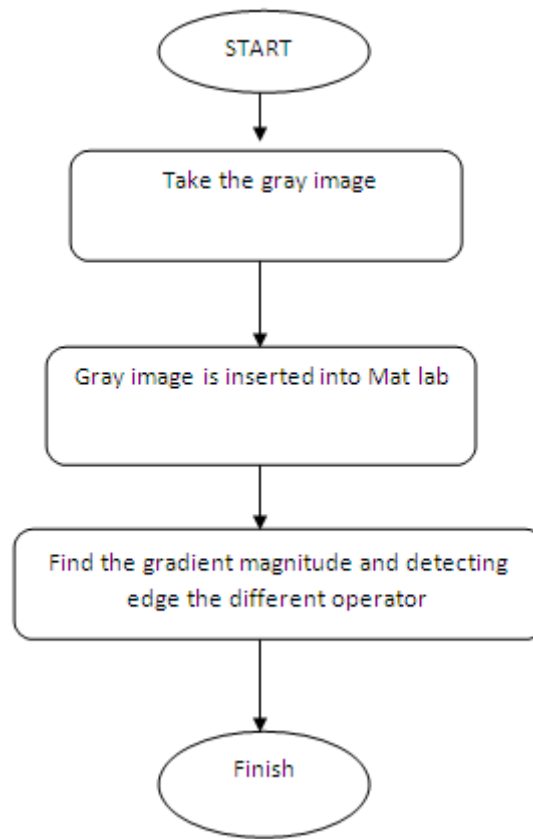 START
Take the gray image
Gray image is inserted into Mat lab
Find the gradient magnitude and detecting
edge the different operator
Finish